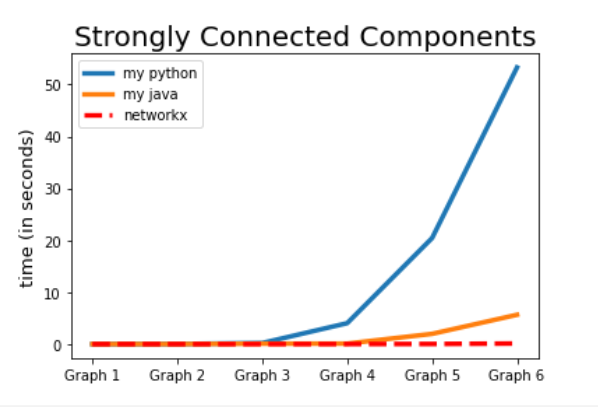 Strongly Connected Components
my python
my java
networkx
time (in seconds)
50
40
30
20
10
0
Graph 1 Graph 2 Graph 3 Graph 4 Graph 5 Graph 6